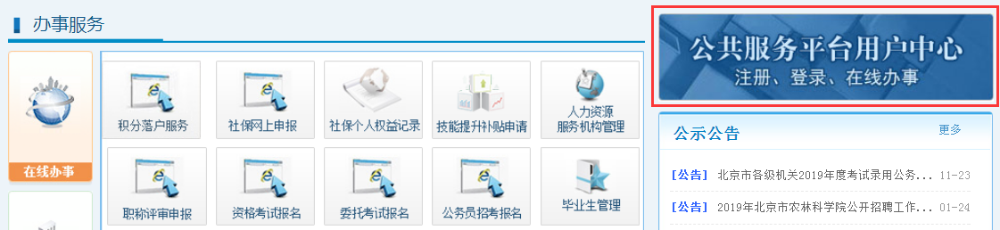 办事服务
在线办事
积分落户服务
社保网上申报
社保个人权益记录
技能提升补贴申请
人力资源
服务机构管理
职称评审申报
资格考试报名
委托考试报名
公务员招考报名
毕业生管理
公共服务平台用户中心
注册、登录、在线办事
公示公告 更多
[公告] 北京市各级机关2019年度考试录用公务... 11-23
[公告] 2019年北京市农林科学院公开招聘工作... 01-24